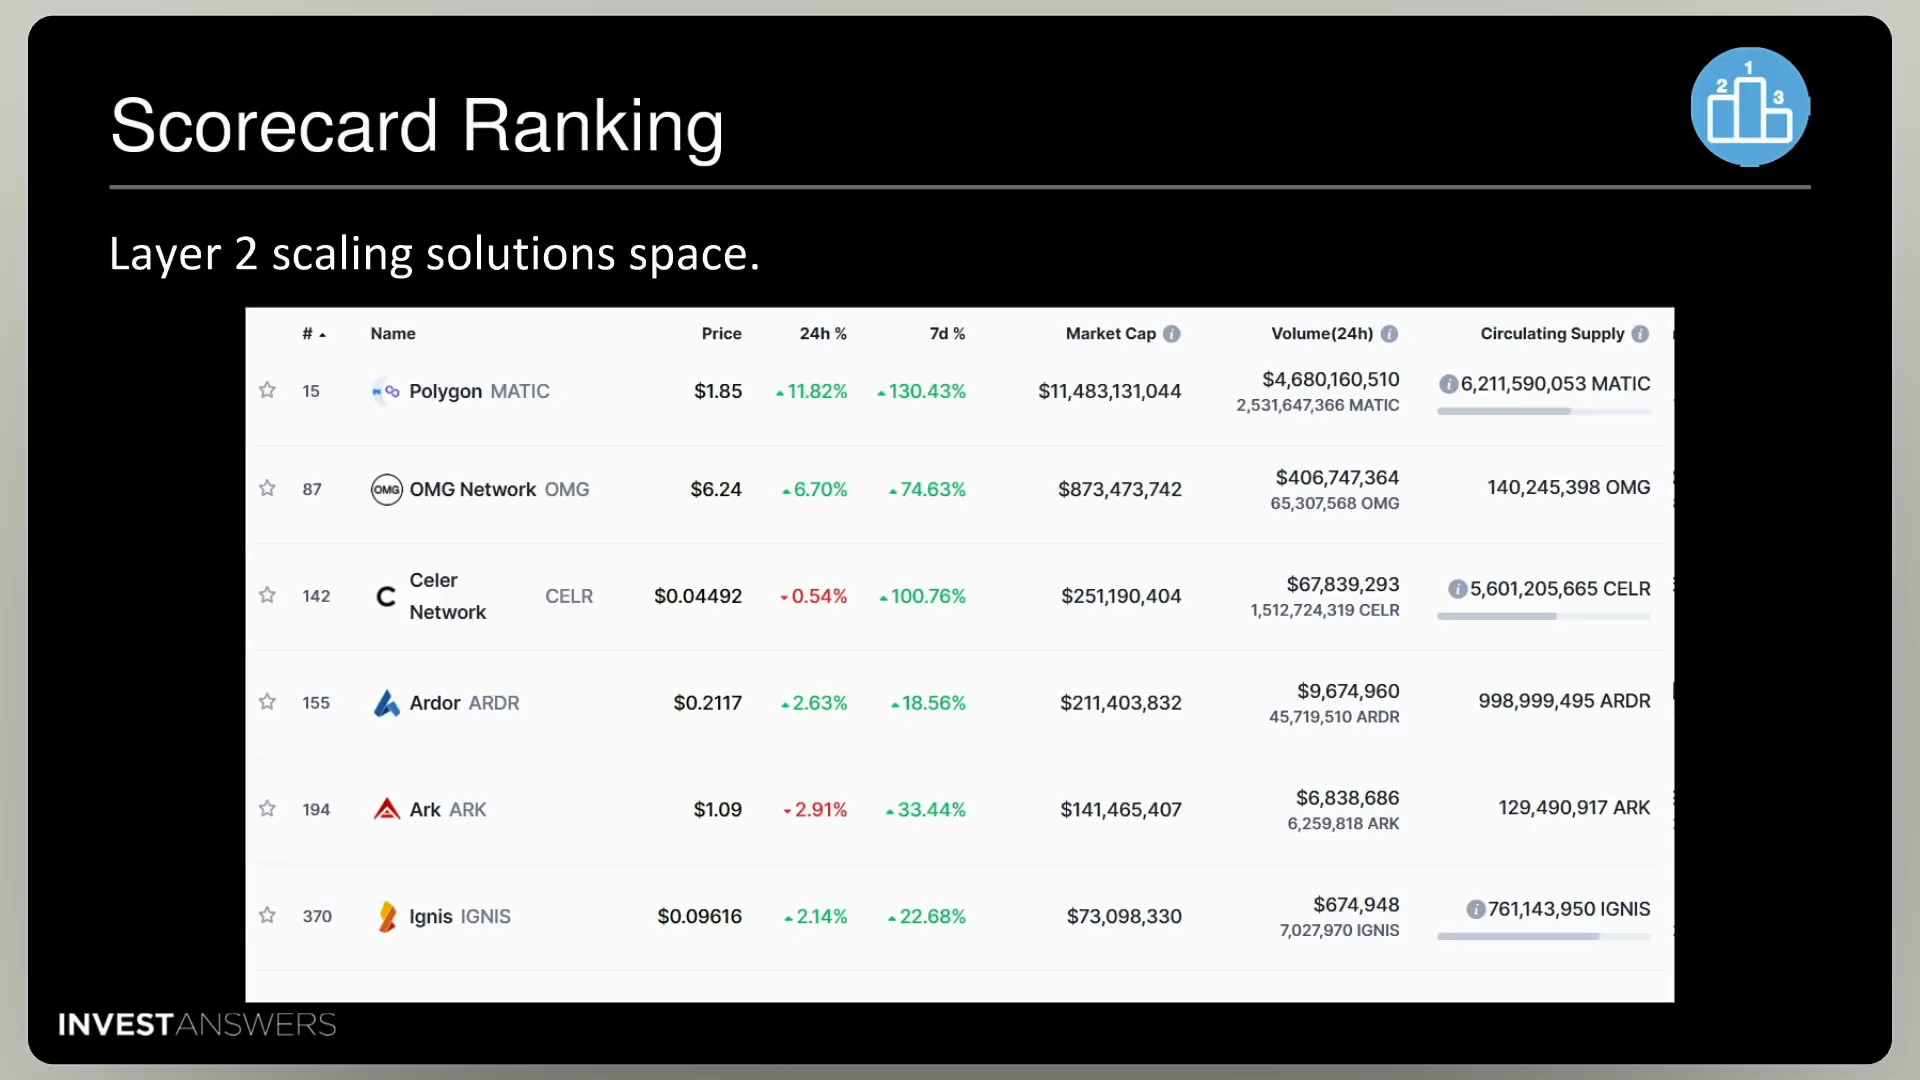 Scorecard Ranking
2 1 3
Layer 2 scaling solutions space.
# Name Price 24h % 7d % Market Cap Volume(24h) Circulating Supply
15 Polygon MATIC $1.85 11.82% 130.43% $11,483,131,044 $4,680,160,510 6,211,590,053 MATIC
2,531,647,366 MATIC
87 OMG OMG Network OMG $6.24 6.70% 74.63% $873,473,742 $406,747,364 140,245,398 OMG
65,307,568 OMG
142 Celer Network CELR $0.04492 0.54% 100.76% $251,190,404 $67,839,293 5,601,205,665 CELR
1,512,724,319 CELR
155 Ardor ARDR $0.2117 2.63% 18.56% $211,403,832 $9,674,960 998,999,495 ARDR
45,719,510 ARDR
194 Ark ARK $1.09 2.91% 33.44% $141,465,407 $6,838,686 129,490,917 ARK
6,259,818 ARK
370 Ignis IGNIS $0.09616 2.14% 22.68% $73,098,330 $674,948 761,143,950 IGNIS
7,027,970 IGNIS
INVESTANSWERS